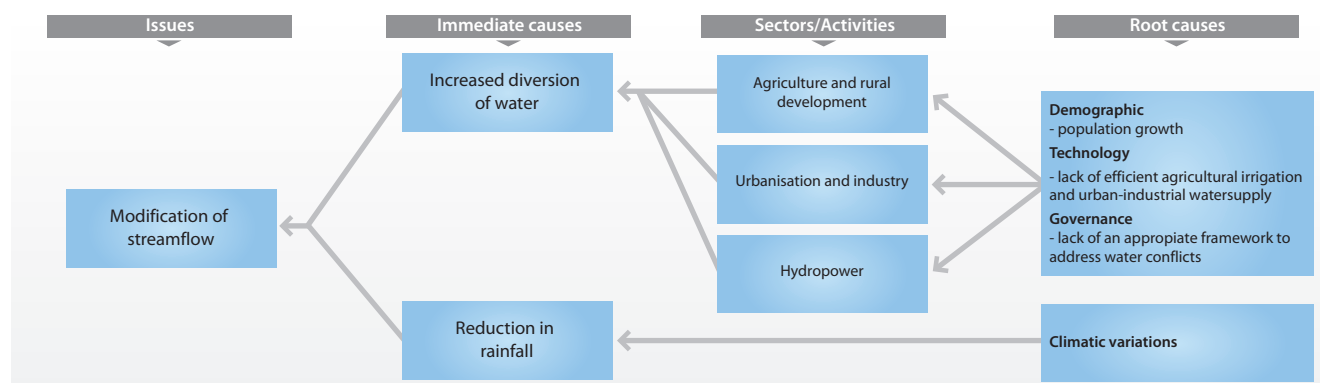 Issues
Immediate causes
Sectors/Activities
Root causes
Modification of
streamflow
Increased diversion
of water
Reduction in
rainfall
Agriculture and rural
development
Urbanisation and industry
Hydropower
Demographic
- population growth
Technology
- lack of efficient agricultural irrigation
and urban-industrial watersupply
Governance
- lack of an appropiate framework to
address water conflicts
Climatic variations